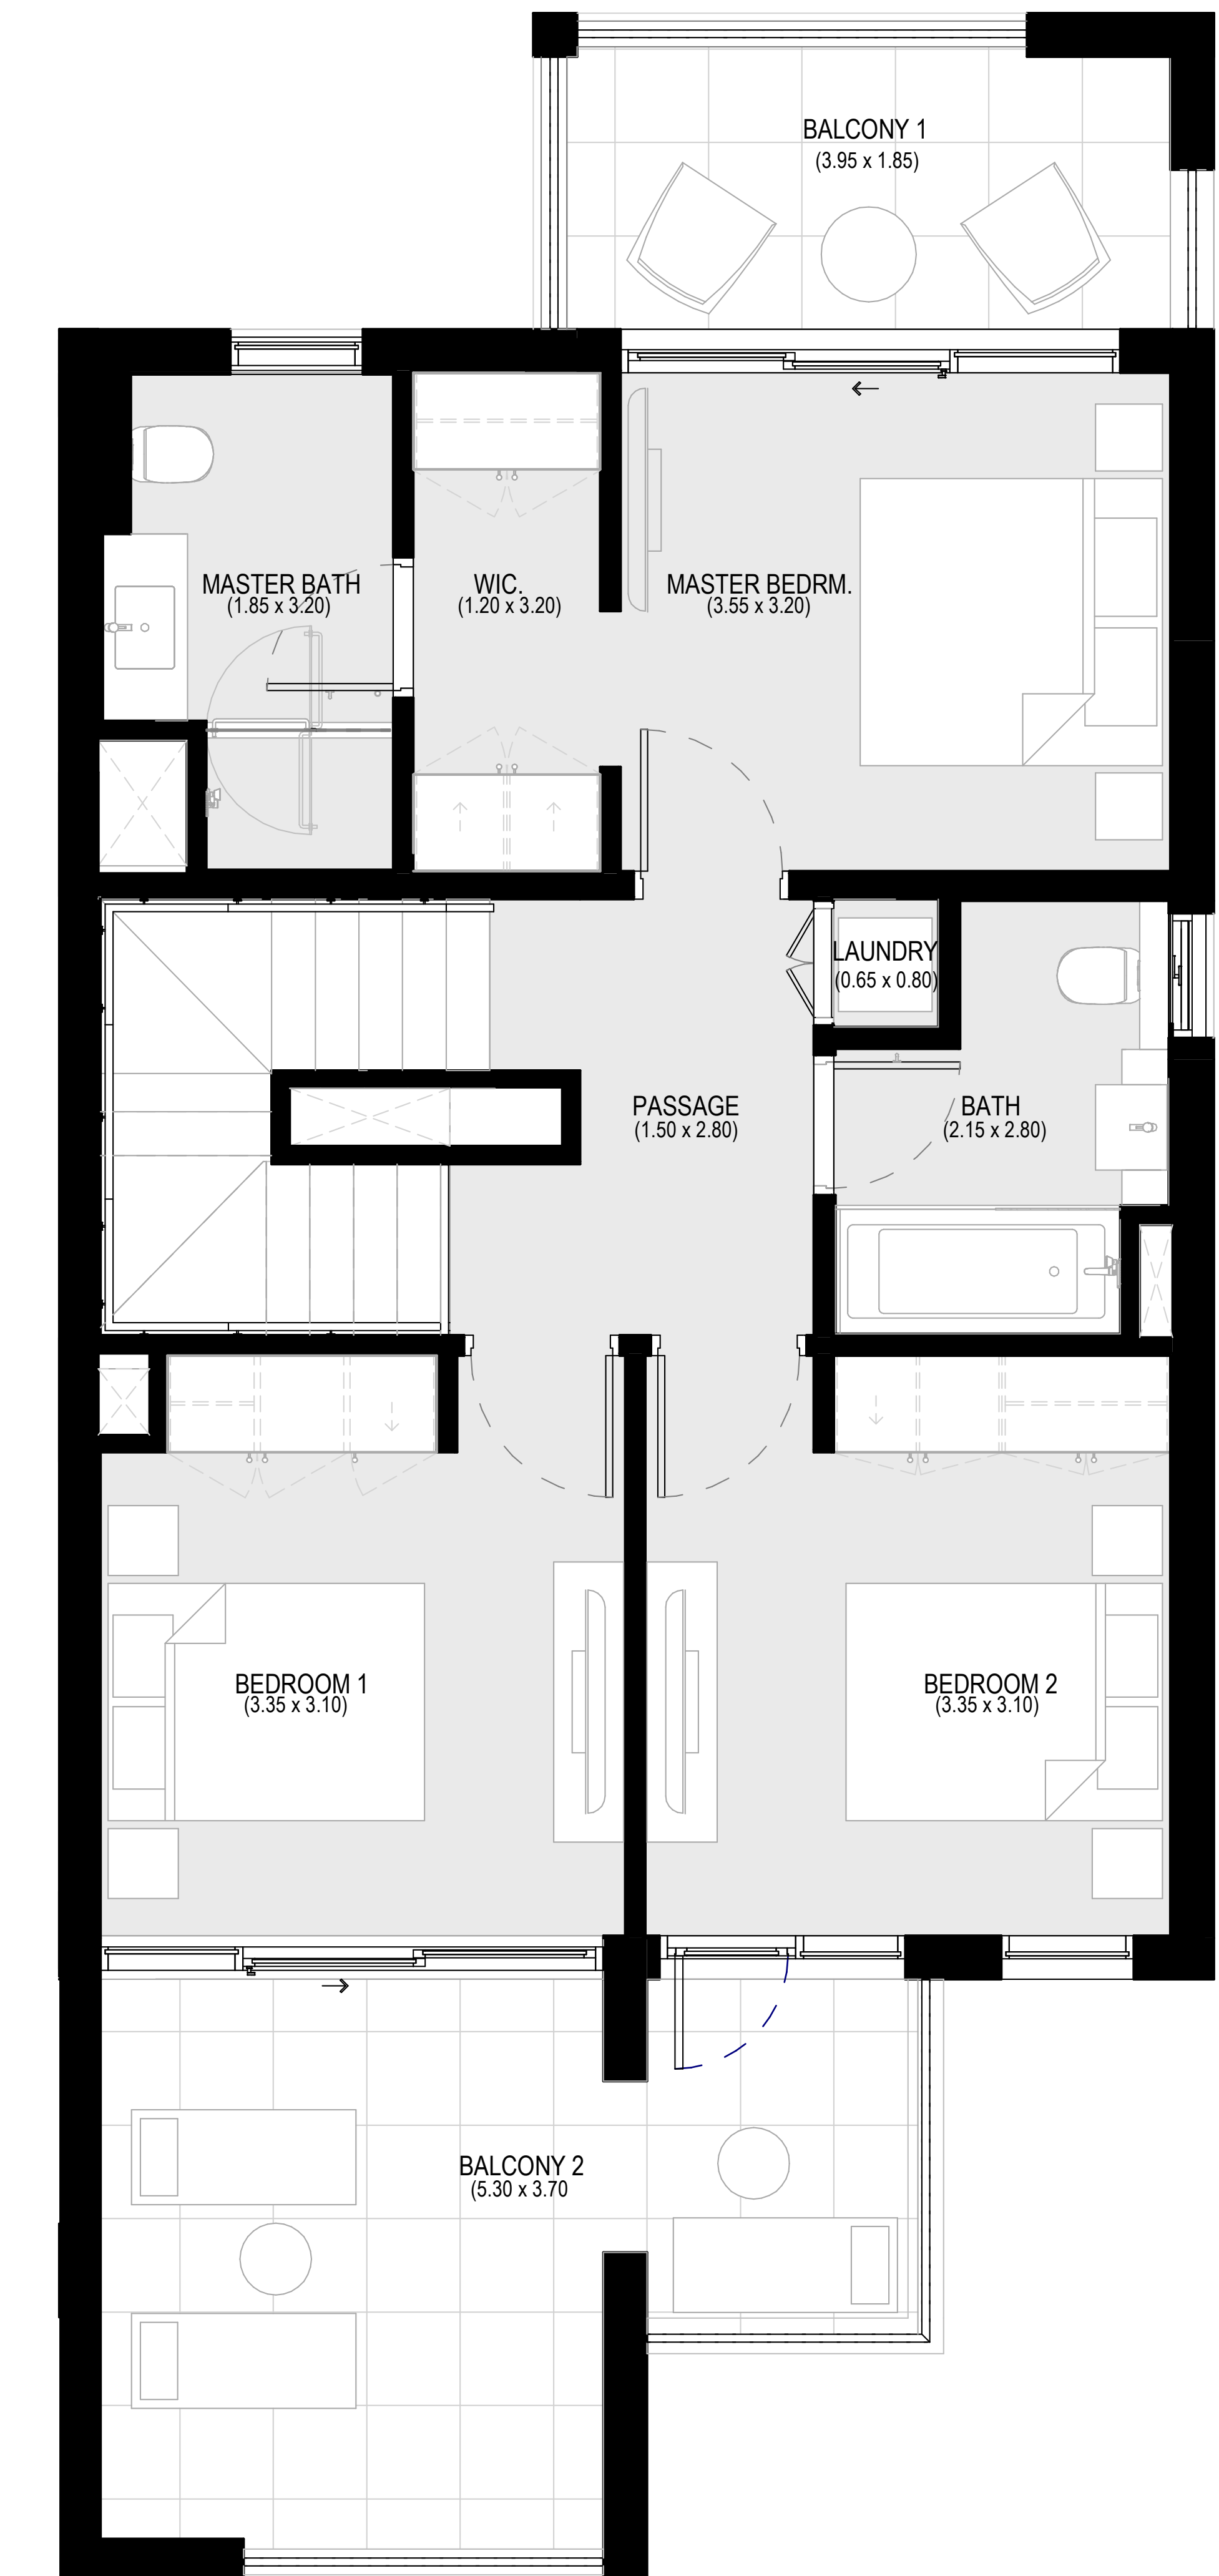 BALCONY 1
(3.95 x 1.85)
MASTER BATH
(1.85 x 3.20)
WIC.
(1.20 x 3.20)
MASTER BEDRM.
(3.55 x 3.20)
LAUNDRY
(0.65 x 0.80)
PASSAGE
(1.50 x 2.80)
BATH
(2.15 x 2.80)
BEDROOM 1
(3.35 x 3.10)
BEDROOM 2
(3.35 x 3.10)
BALCONY 2
(5.30 x 3.70